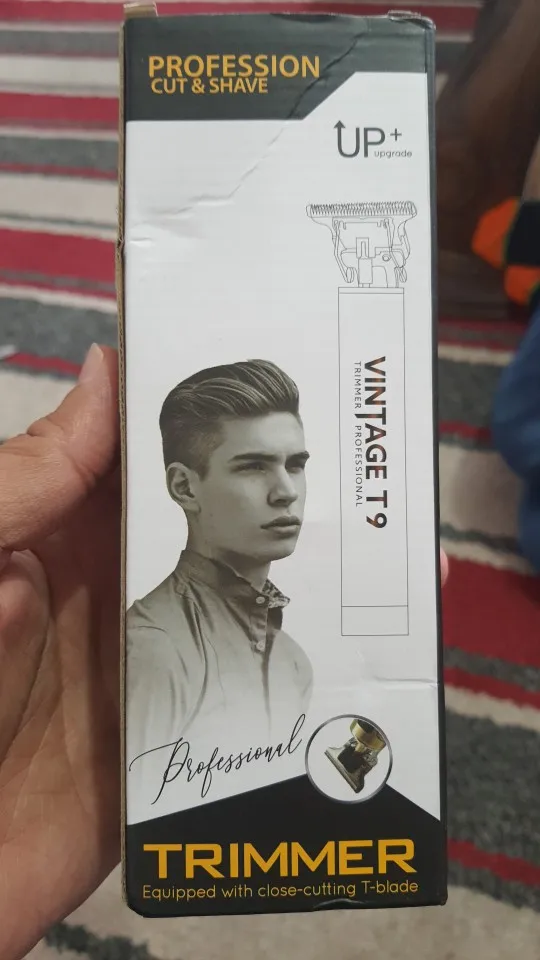 PROFESSION
CUT & SHAVE
UP+
upgrade
VINTAGE T9
TRIMMER PROFESSIONAL
Professional
TRIMMER
Equipped with close-cutting T-blade